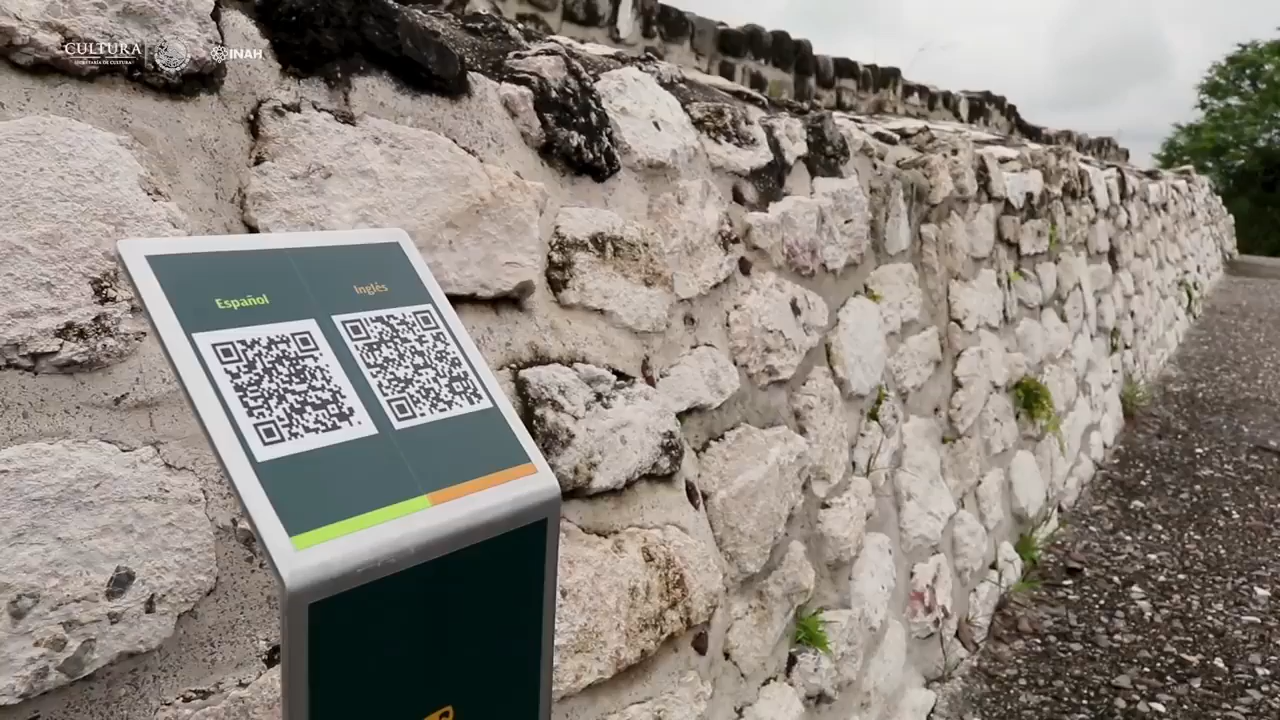 CULTURA
SECRETARÍA DE CULTURA
INAH
Español
Inglés